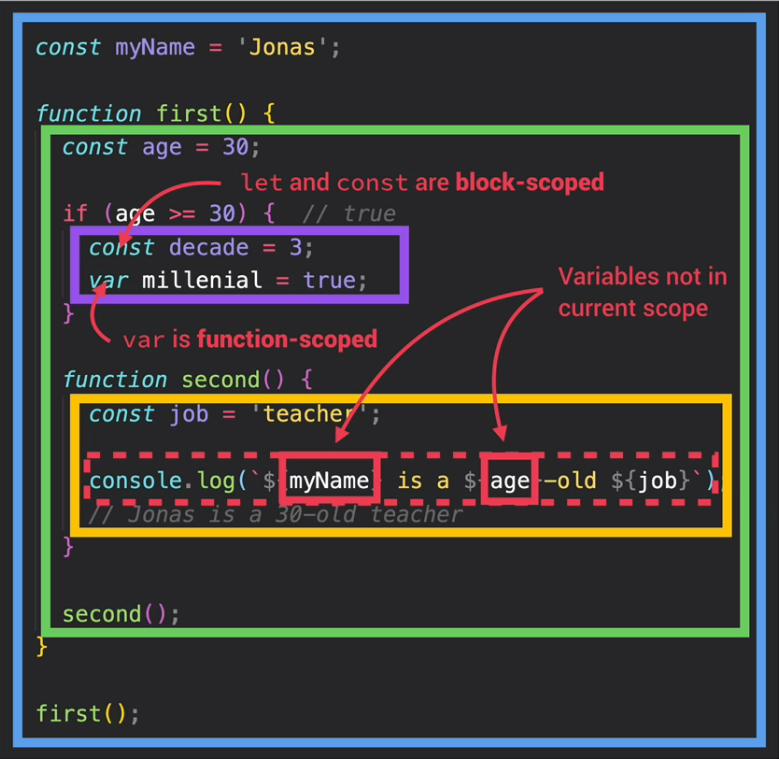 const myName = 'Jonas';
function first() {
const age = 30;
let and const are block-scoped
if (age >= 30) { // true
const decade = 3;
var millenial = true;
}
Variables not in
current scope
var is function-scoped
function second() {
const job = 'teacher';
console.log(`${myName} is a ${age}-old ${job}`);
// Jonas is a 30-old teacher
}
second();
}
first();